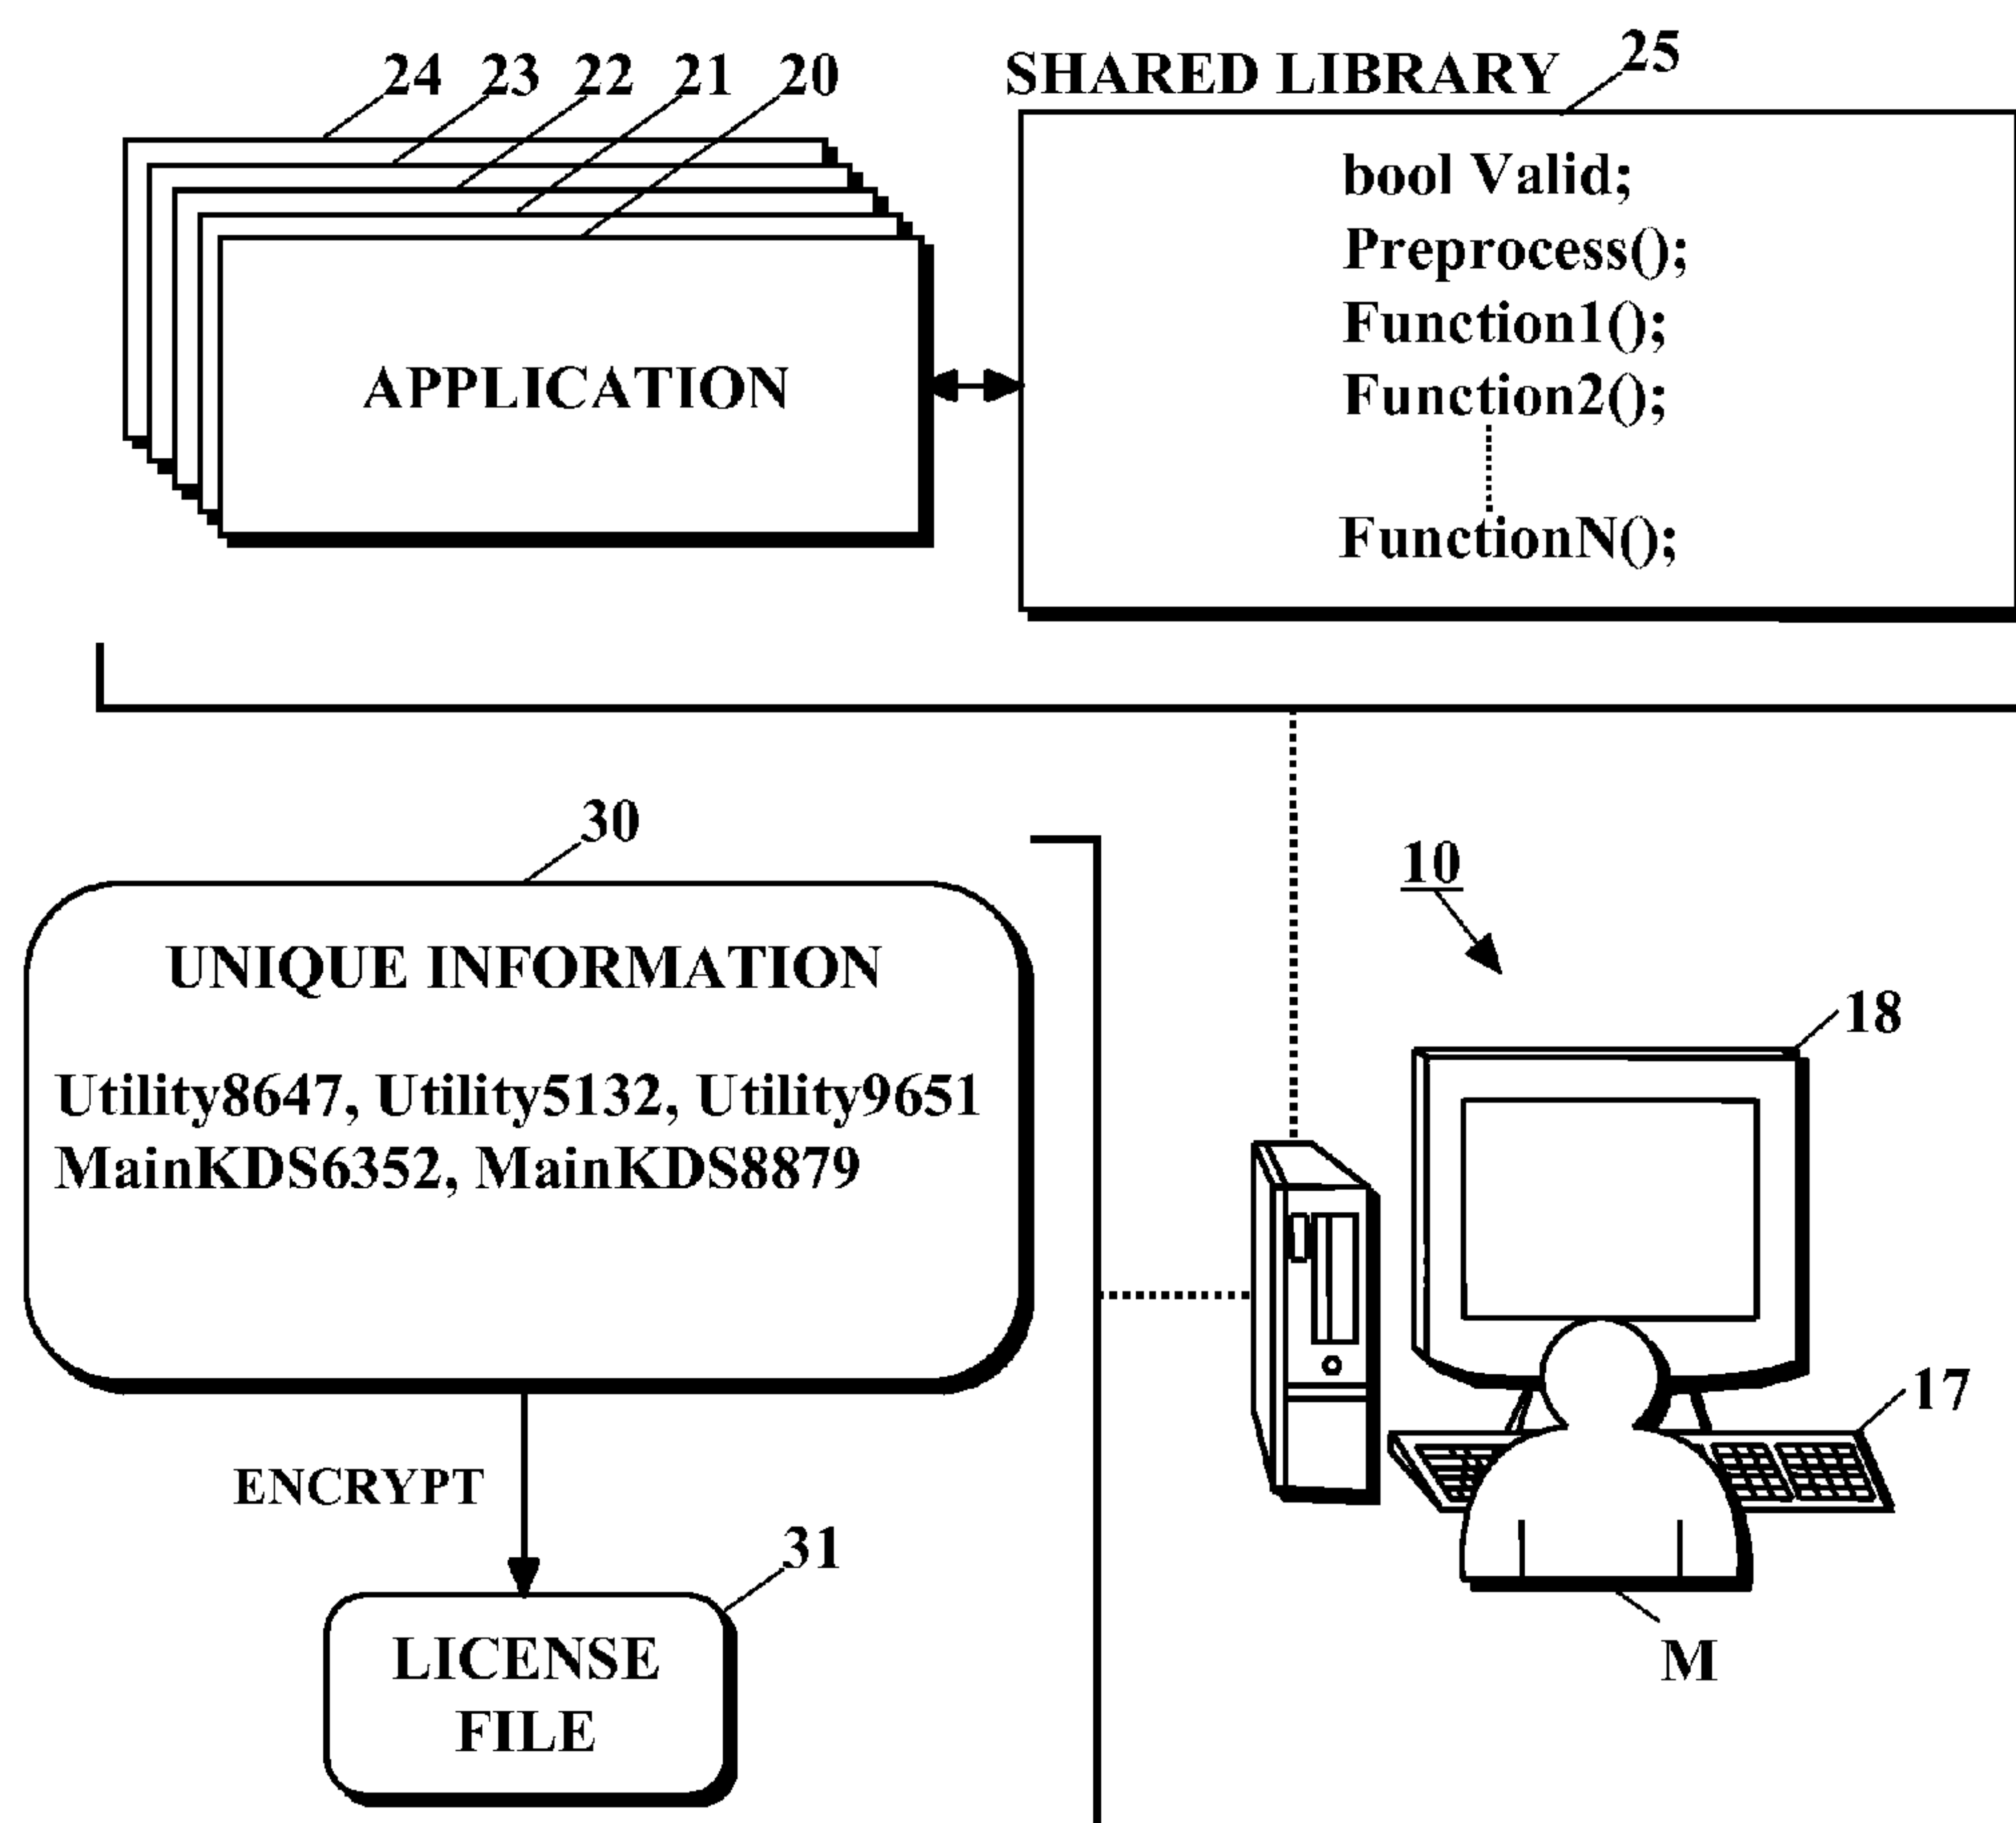 24 23 22 21 20
SHARED LIBRARY 25
bool Valid;
Preprocess();
Function1();
Function2();
FunctionN();
APPLICATION
30
UNIQUE INFORMATION
Utility8647, Utility5132, Utility9651
MainKDS6352, MainKDS8879
ENCRYPT
31
LICENSE
FILE
10
18
17
M